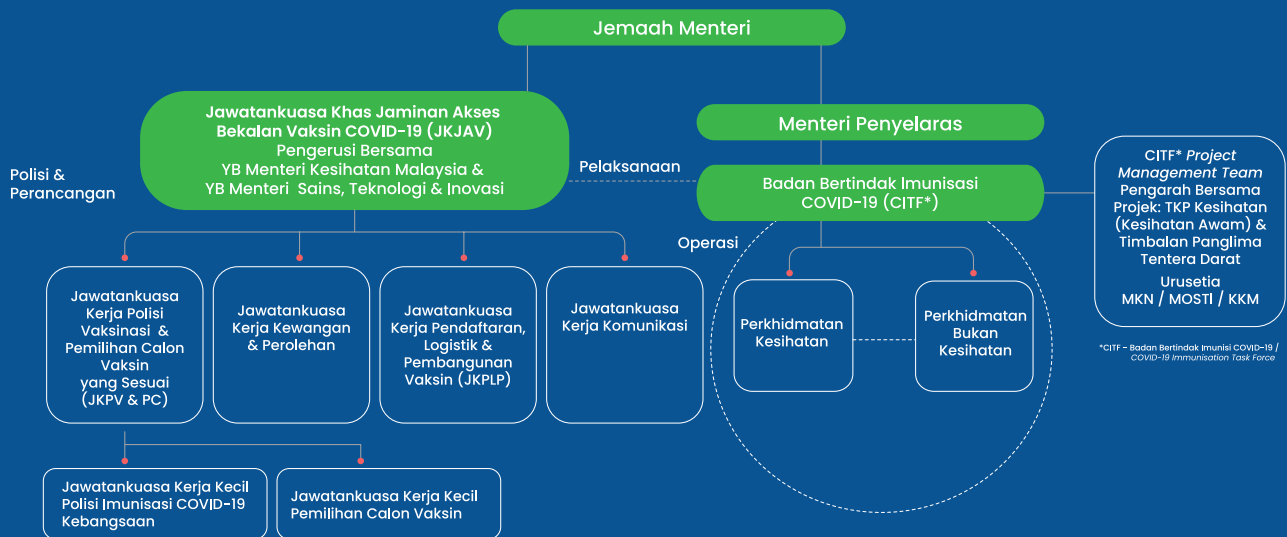 Jemaah Menteri
Jawatankuasa Khas Jaminan Akses
Bekalan Vaksin COVID-19 (JKJAV)
Pengerusi Bersama
YB Menteri Kesihatan Malaysia &
YB Menteri Sains, Teknologi & Inovasi
Polisi &
Perancangan
Pelaksanaan
Menteri Penyelaras
Badan Bertindak Imunisasi
COVID-19 (CITF*)
CITF* Project
Management Team
Pengarah Bersama
Projek: TKP Kesihatan
(Kesihatan Awam) &
Timbalan Panglima
Tentera Darat
Urusetia
MKN / MOSTI / KKM
*CITF – Badan Bertindak Imunisi COVID-19 /
COVID-19 Immunisation Task Force
Operasi
Jawatankuasa
Kerja Polisi
Vaksinasi &
Pemilihan Calon
Vaksin
yang Sesuai
(JKPV & PC)
Jawatankuasa
Kerja Kewangan
& Perolehan
Jawatankuasa
Kerja Pendaftaran,
Logistik &
Pembangunan
Vaksin (JKPLP)
Jawatankuasa
Kerja Komunikasi
Perkhidmatan
Kesihatan
Perkhidmatan
Bukan
Kesihatan
Jawatankuasa Kerja Kecil
Polisi Imunisasi COVID-19
Kebangsaan
Jawatankuasa Kerja Kecil
Pemilihan Calon Vaksin